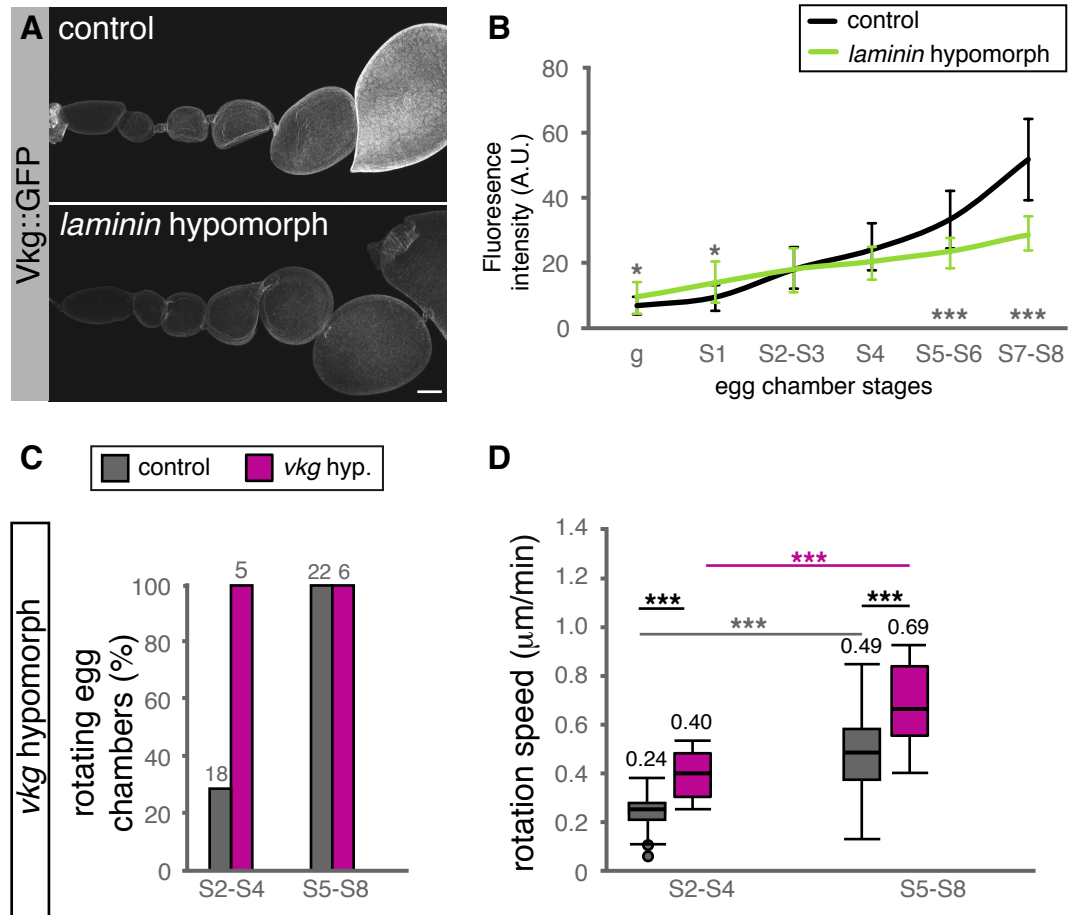 A
control
Vkg::GFP
laminin hypomorph
B
control
laminin hypomorph
Fluoresence
intensity (A.U.)
80
60
40
20
0
*
*
***
***
g
S1
S2-S3
S4
S5-S6
S7-S8
egg chamber stages
C
control
vkg hyp.
vkg hypomorph
rotating egg
chambers (%)
100
80
60
40
20
0
18
5
22
6
S2-S4
S5-S8
D
rotation speed (μm/min)
1.4
1.2
1.0
0.8
0.6
0.4
0.2
0
***
***
***
***
0.24
0.40
0.49
0.69
S2-S4
S5-S8